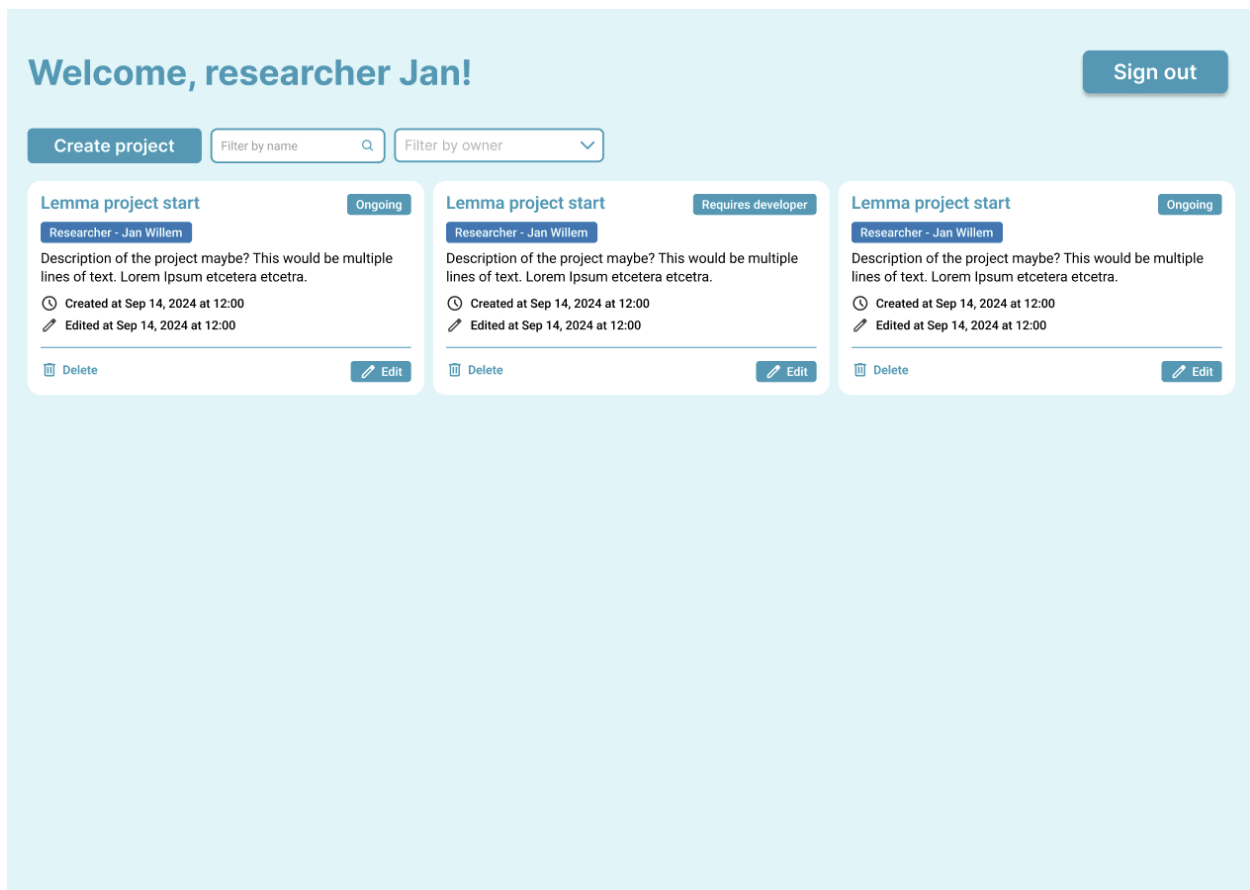 Welcome, researcher Jan!
Sign out
Create project
Filter by name
Filter by owner
Lemma project start
Ongoing
Researcher - Jan Willem
Description of the project maybe? This would be multiple
lines of text. Lorem Ipsum etcetera etcetra.
Created at Sep 14, 2024 at 12:00
Edited at Sep 14, 2024 at 12:00
Delete
Edit
Lemma project start
Requires developer
Researcher - Jan Willem
Description of the project maybe? This would be multiple
lines of text. Lorem Ipsum etcetera etcetra.
Created at Sep 14, 2024 at 12:00
Edited at Sep 14, 2024 at 12:00
Delete
Edit
Lemma project start
Ongoing
Researcher - Jan Willem
Description of the project maybe? This would be multiple
lines of text. Lorem Ipsum etcetera etcetra.
Created at Sep 14, 2024 at 12:00
Edited at Sep 14, 2024 at 12:00
Delete
Edit